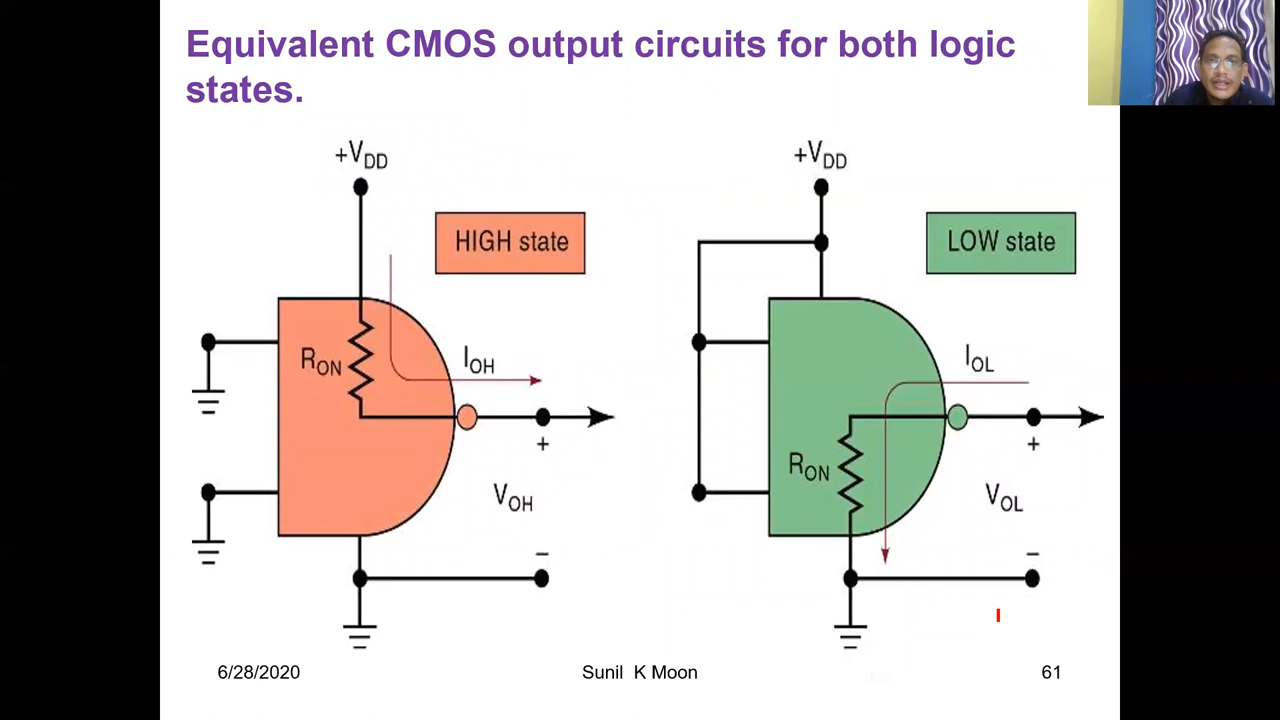 Equivalent CMOS output circuits for both logic
states.
+VDD
HIGH state
RON
IOH
+
VOH
–
+VDD
LOW state
IOL
RON
+
VOL
–
6/28/2020
Sunil K Moon
61